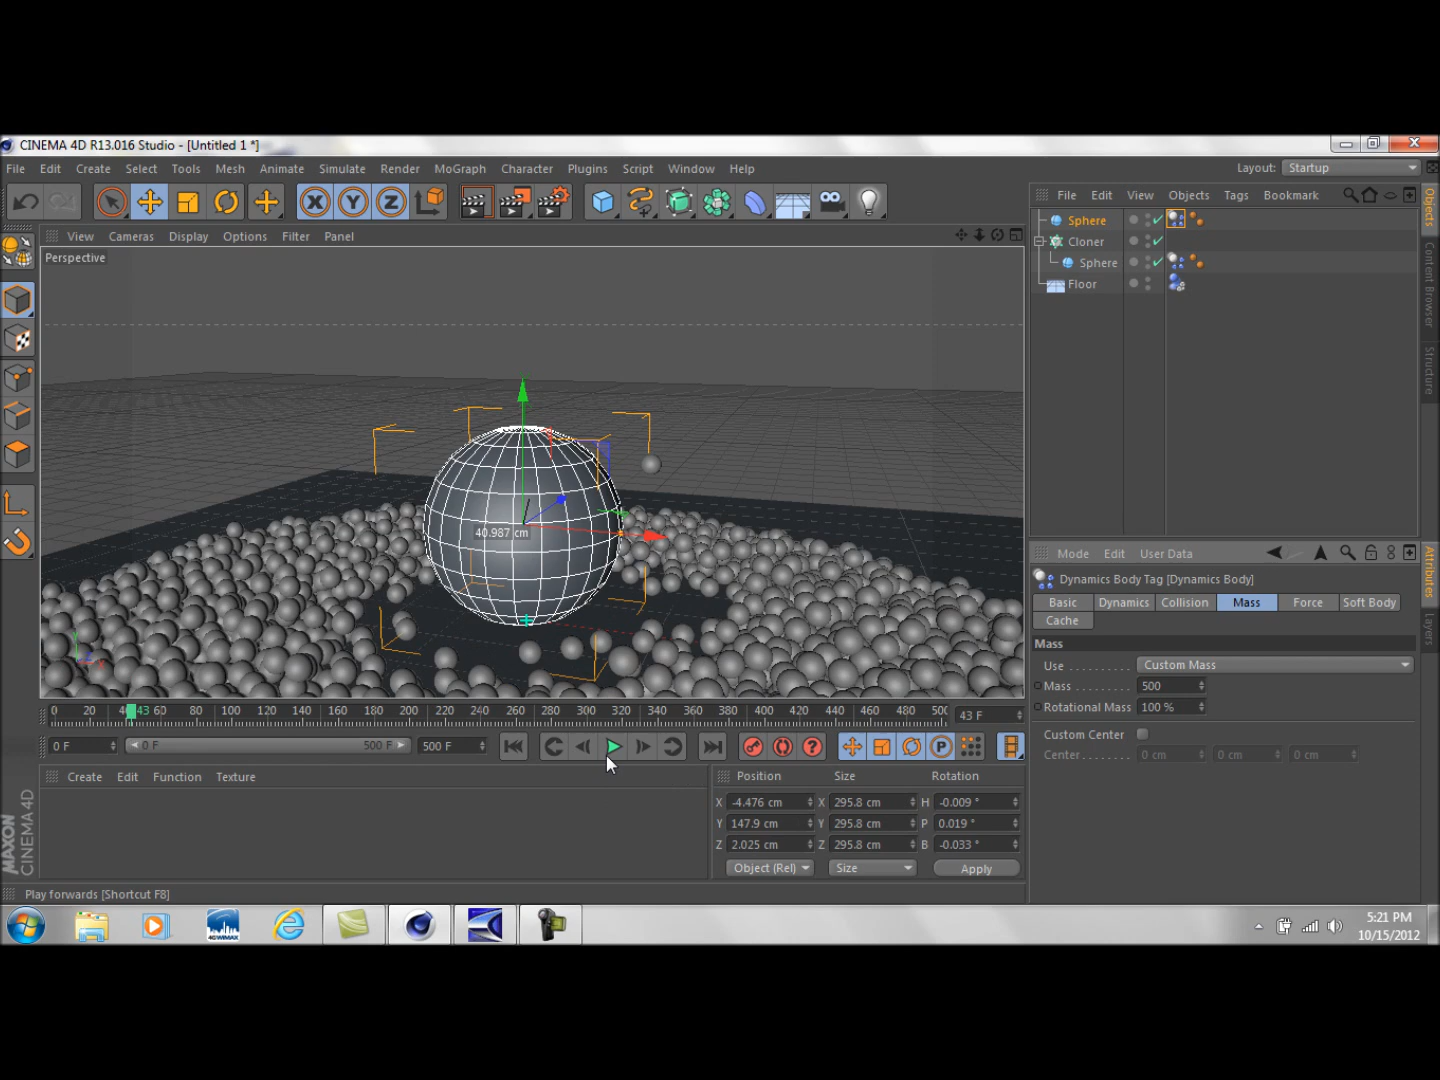 CINEMA 4D R13.016 Studio - [Untitled 1 *]
File Edit Create Select Tools Mesh Simulate Animate Render MoGraph Character Plugins Script Window Help
Layout: Startup
X Y Z
File Edit View Objects Tags Bookmark
View Cameras Display Options Filter Panel
Perspective
Sphere
Cloner
Sphere
Floor
Objects
Content Browser
Structure
40.987 cm
Y
X
Mode Edit User Data
Dynamics Body Tag [Dynamics Body]
Basic Dynamics Collision Mass Force Soft Body
Cache
Mass
Use Custom Mass
Mass 500
Rotational Mass 100 %
Custom Center
Center 0 cm 0 cm 0 cm
Attributes
Layers
0 20 43 60 80 100 120 140 160 180 200 220 240 260 280 300 320 340 360 380 400 420 440 460 480 500
43 F
0 F 0 F 500 F 500 F
P
Create Edit Function Texture
Position Size Rotation
X -4.476 cm X 295.8 cm H -0.009 °
Y 147.9 cm Y 295.8 cm P 0.019 °
Z 2.025 cm Z 295.8 cm B -0.033 °
Object (Rel) Size Apply
MAXON
CINEMA 4D
Play forwards [Shortcut F8]
4GWIMAX
5:21 PM
10/15/2012